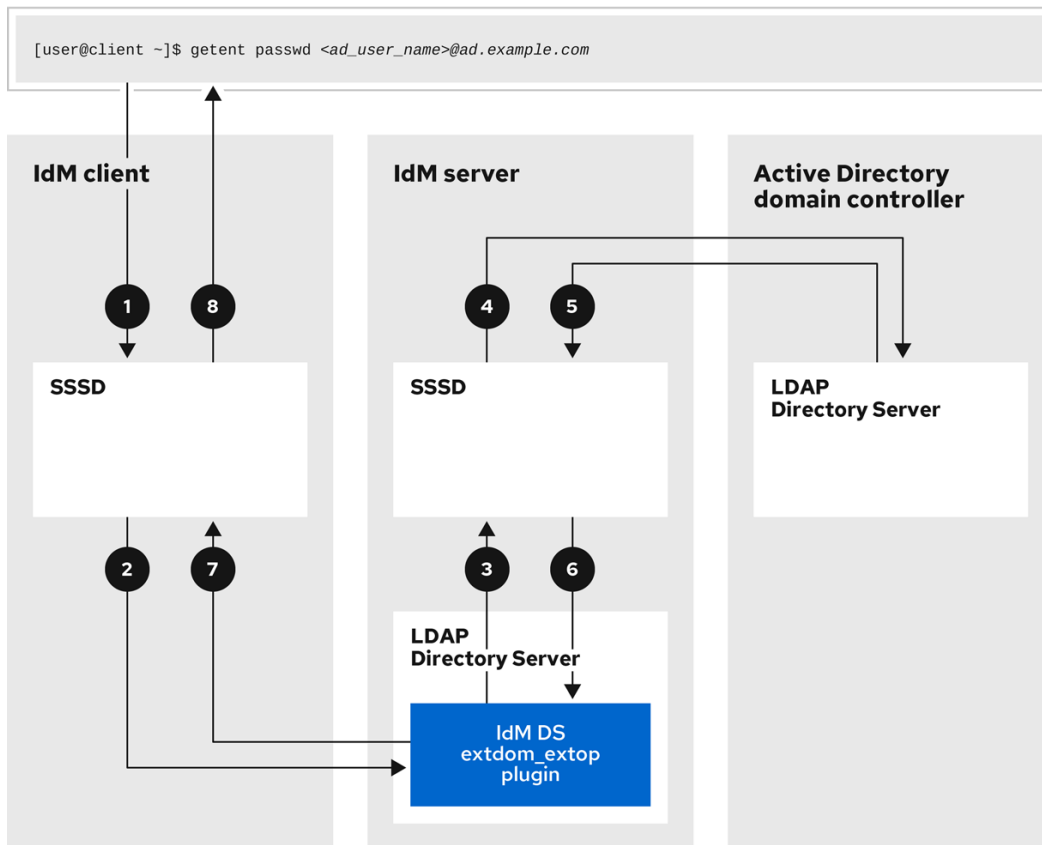 [user@client ~]$ getent passwd <ad_user_name>@ad.example.com
IdM client
IdM server
Active Directory
domain controller
1
8
4
5
SSSD
SSSD
LDAP
Directory Server
2
7
3
6
LDAP
Directory Server
IdM DS
extdom_extop
plugin